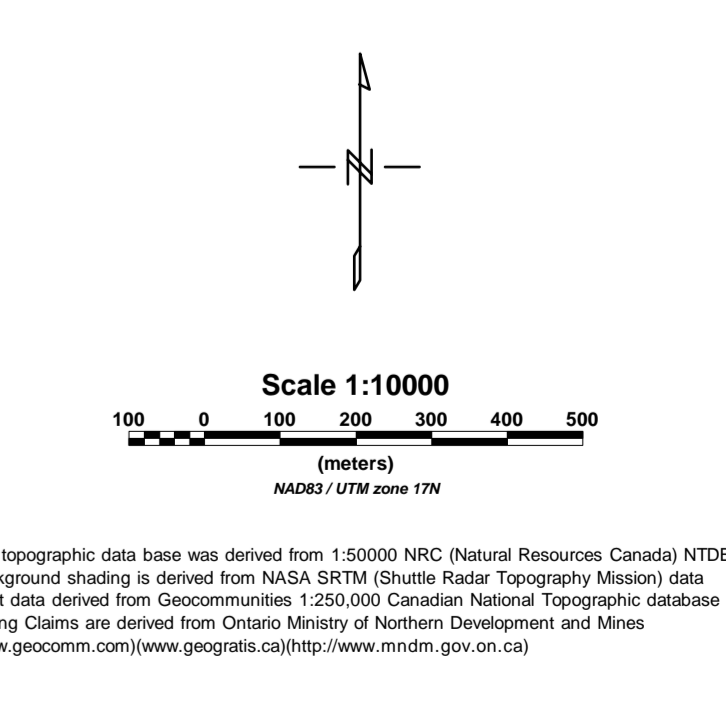 N
Scale 1:10000
100 0 100 200 300 400 500
(meters)
NAD83 / UTM zone 17N
topographic data base was derived from 1:50000 NRC (Natural Resources Canada)
shading is derived from NASA SRTM (Shuttle Radar Topography Mission) data
data derived from Geocommunities 1:250,000 Canadian National Topographic database
Claims are derived from Ontario Ministry of Northern Development and Mines
geocomm.com)(www.geogratis.ca)(http://www.mndm.gov.on.ca)